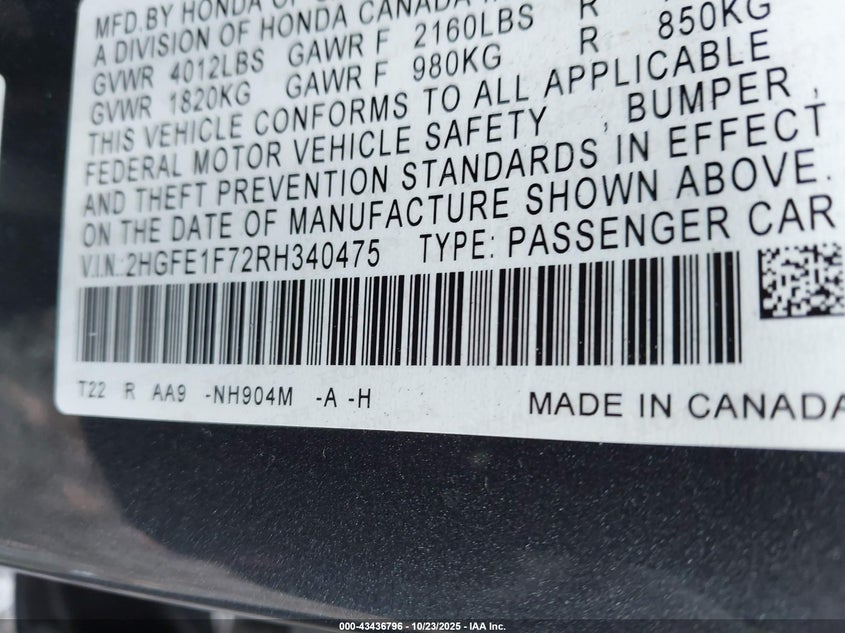 MFD. BY HONDA OF
A DIVISION OF HONDA CANADA
GVWR 4012LBS GAWR F 2160LBS R
GVWR 1820KG GAWR F 980KG R 850KG
THIS VEHICLE CONFORMS TO ALL APPLICABLE
FEDERAL MOTOR VEHICLE SAFETY , BUMPER ,
AND THEFT PREVENTION STANDARDS IN EFFECT
ON THE DATE OF MANUFACTURE SHOWN ABOVE.
V.I.N.:2HGFE1F72RH340475 TYPE: PASSENGER CAR
T22 R AA9 -NH904M -A -H
MADE IN CANADA
000-43436796 - 10/23/2025 - IAA Inc.